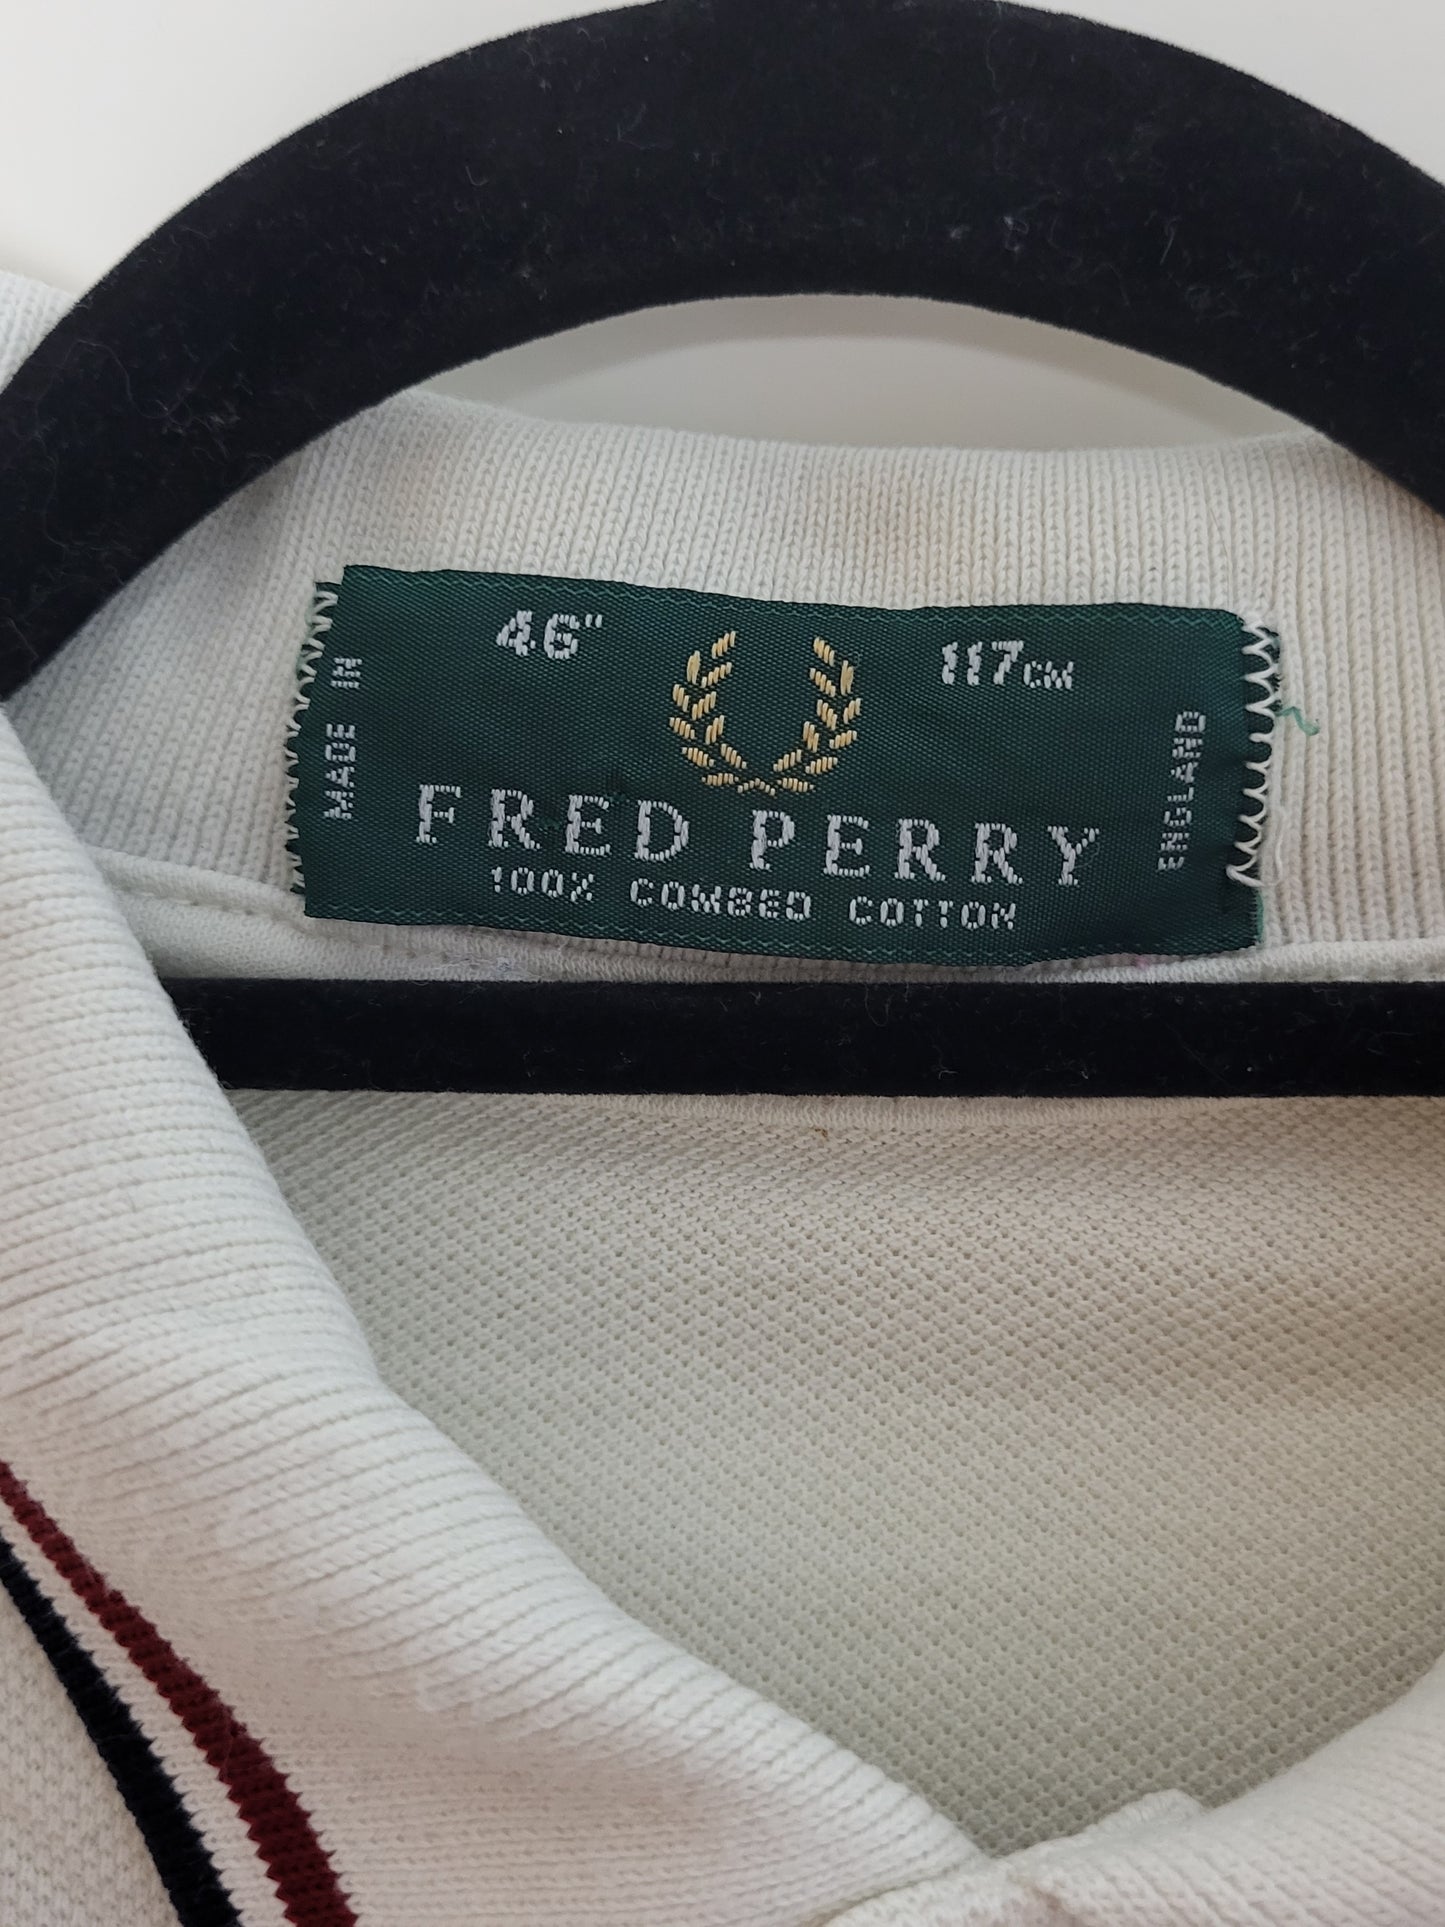 46" 117CM
MADE IN
FRED PERRY
ENGLAND
100% COMBED COTTON